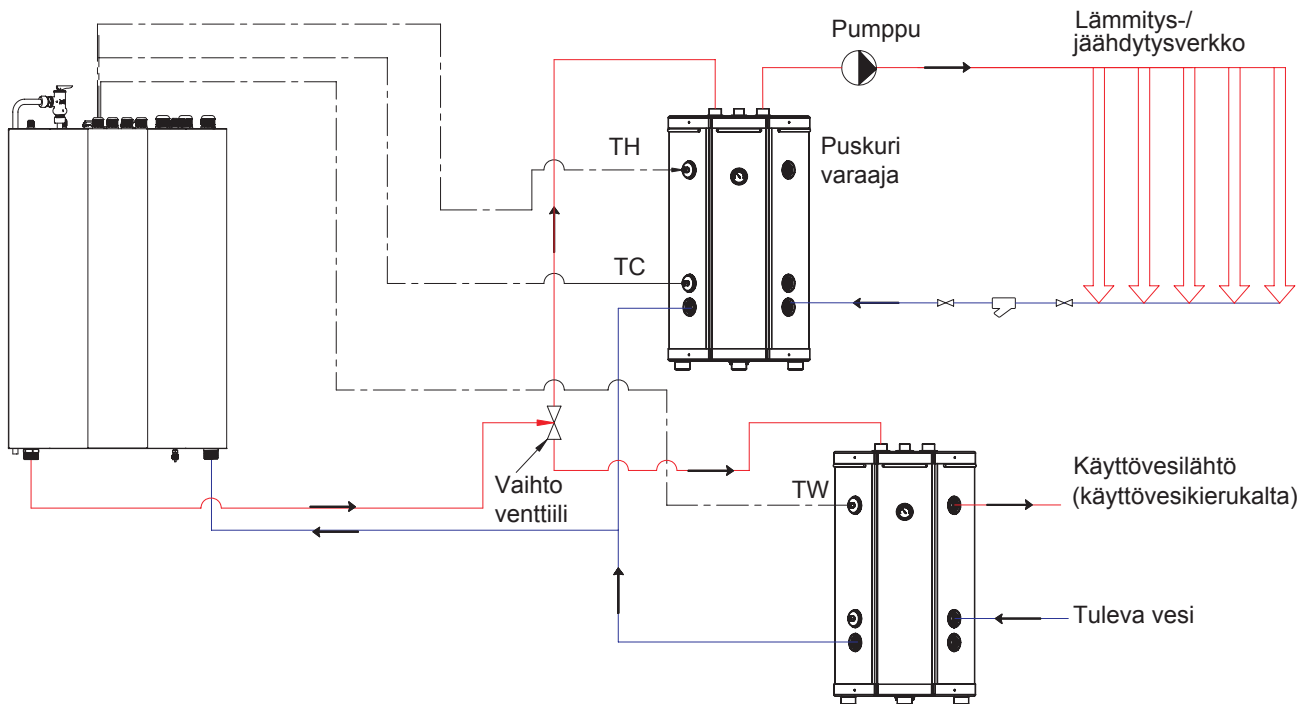 Pumppu
Lämmitys-/
jäähdytysverkko
TH
Puskuri
varaaja
TC
Vaihto
venttiili
TW
Käyttövesilähtö
(käyttövesikierukalta)
Tuleva vesi